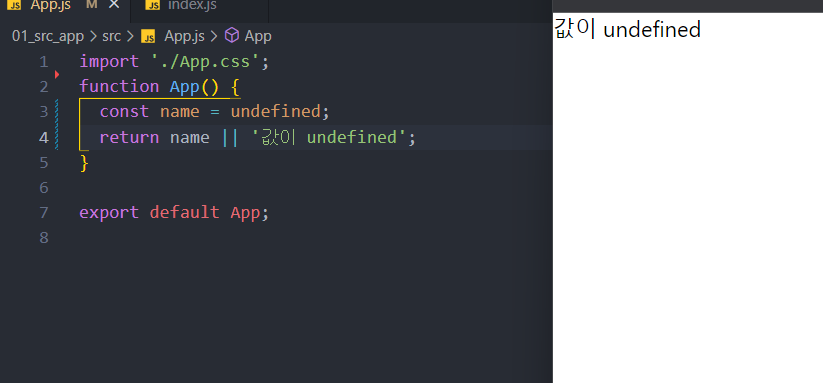 JS App.js M ×
JS index.js
01_src_app > src > JS App.js > App
1 import './App.css';
2 function App() {
3 const name = undefined;
4 return name || '값이 undefined';
5 }
6
7 export default App;
8
값이 undefined